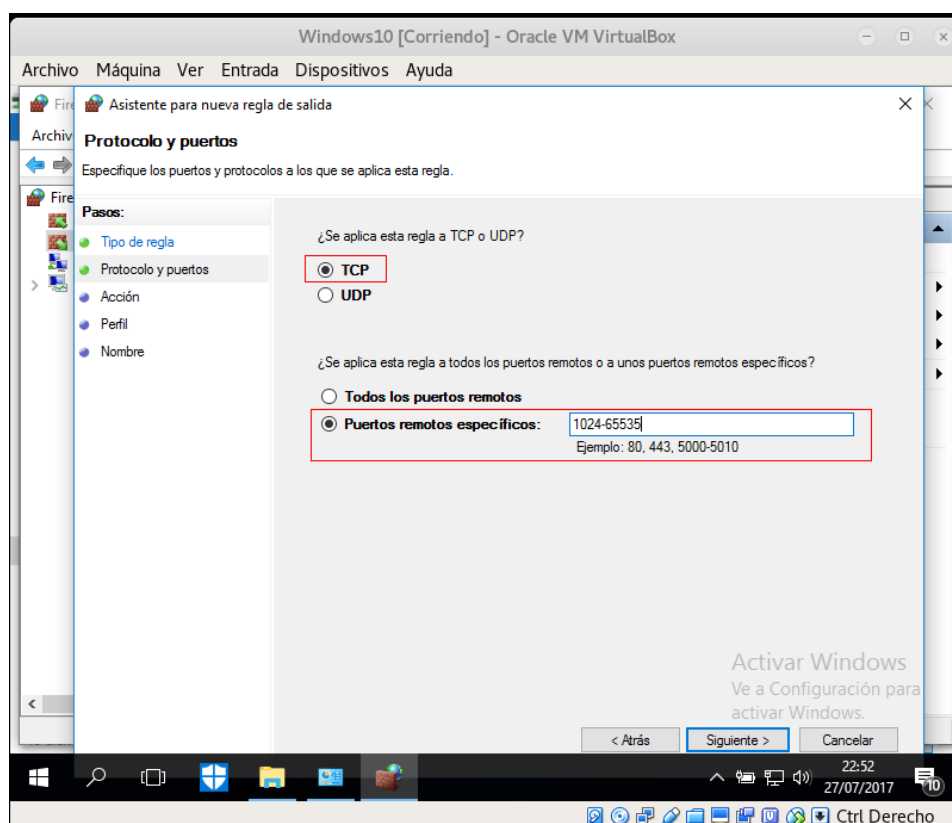 Windows10 [Corriendo] - Oracle VM VirtualBox
Archivo Máquina Ver Entrada Dispositivos Ayuda
Fire
Asistente para nueva regla de salida
Archiv
Protocolo y puertos
Especifique los puertos y protocolos a los que se aplica esta regla.
Fire
Pasos:
Tipo de regla
Protocolo y puertos
Acción
Perfil
Nombre
¿Se aplica esta regla a TCP o UDP?
TCP
UDP
¿Se aplica esta regla a todos los puertos remotos o a unos puertos remotos específicos?
Todos los puertos remotos
Puertos remotos específicos: 1024-65535
Ejemplo: 80, 443, 5000-5010
Activar Windows
Ve a Configuración para
activar Windows.
< Atrás Siguiente > Cancelar
22:52
27/07/2017
10
Ctrl Derecho